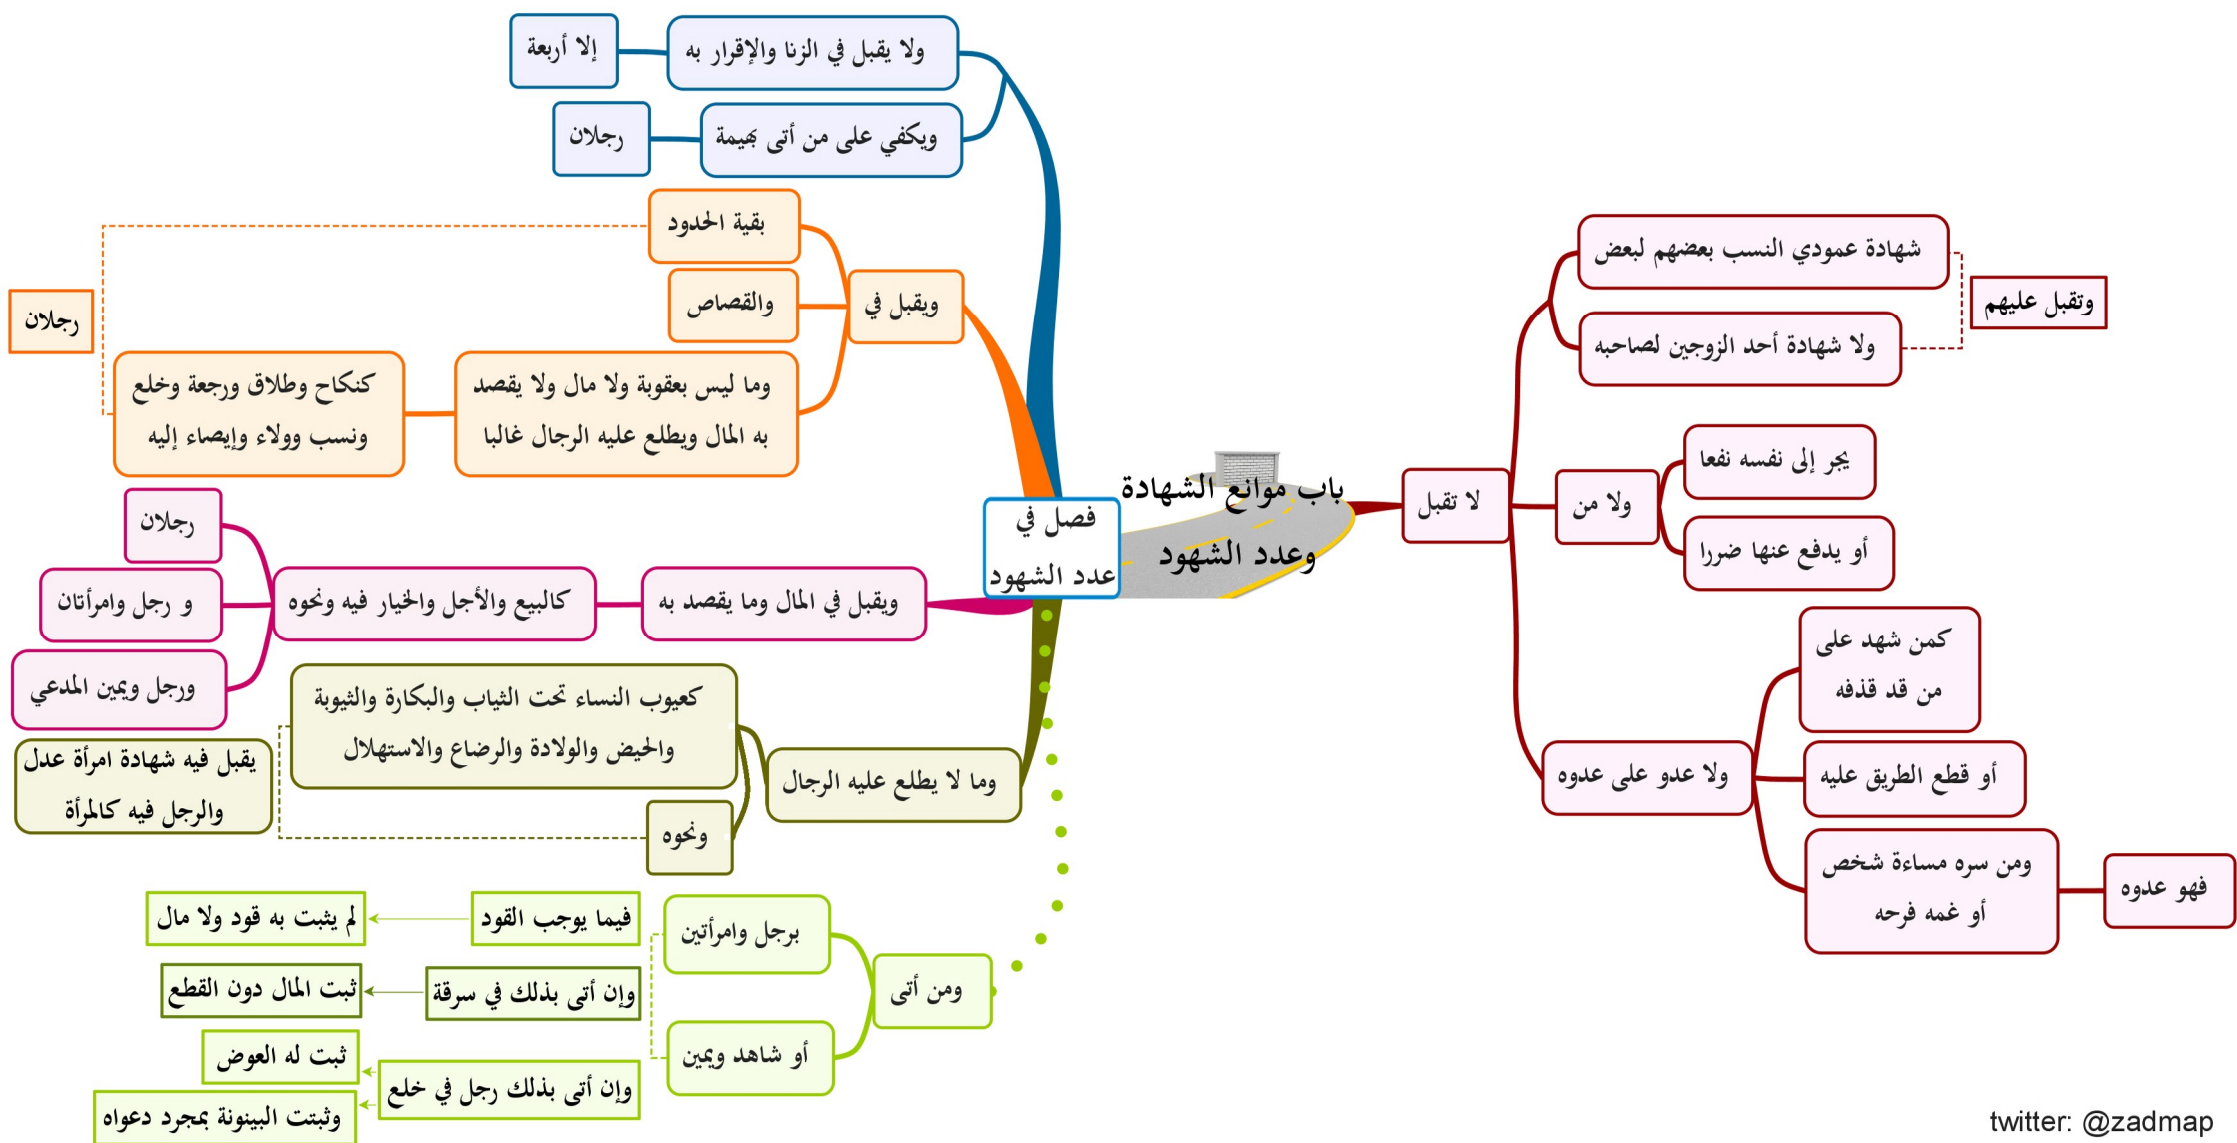 باب موانع الشهادة
وعدد الشهود
لا تقبل
شهادة عمودي النسب بعضهم لبعض
ولا شهادة أحد الزوجين لصاحبه
وتقبل عليهم
ولا من
يجر إلى نفسه نفعا
أو يدفع عنها ضررا
ولا عدو على عدوه
كمن شهد على
من قد قذفه
أو قطع الطريق عليه
ومن سره مساءة شخص
أو غمه فرحه
فهو عدوه
فصل في
عدد الشهود
ولا يقبل في الزنا والإقرار به
إلا أربعة
ويكفي على من أتى بهيمة
رجلان
ويقبل في
بقية الحدود
والقصاص
وما ليس بعقوبة ولا مال ولا يقصد
به المال ويطلع عليه الرجال غالبا
كنكاح وطلاق ورجعة وخلع
ونسب وولاء وإيصاء إليه
رجلان
ويقبل في المال وما يقصد به
كالبيع والأجل والخيار فيه ونحوه
رجلان
و رجل وامرأتان
ورجل ويمين المدعي
وما لا يطلع عليه الرجال
كعيوب النساء تحت الثياب والبكارة والثيوبة
والحيض والولادة والرضاع والاستهلال
ونحوه
يقبل فيه شهادة امرأة عدل
والرجل فيه كالمرأة
ومن أتى
برجل وامرأتين
أو شاهد ويمين
فيما يوجب القود
لم يثبت به قود ولا مال
وإن أتى بذلك في سرقة
ثبت المال دون القطع
وإن أتى بذلك رجل في خلع
ثبت له العوض
وثبتت البينونة بمجرد دعواه
twitter: @zadmap